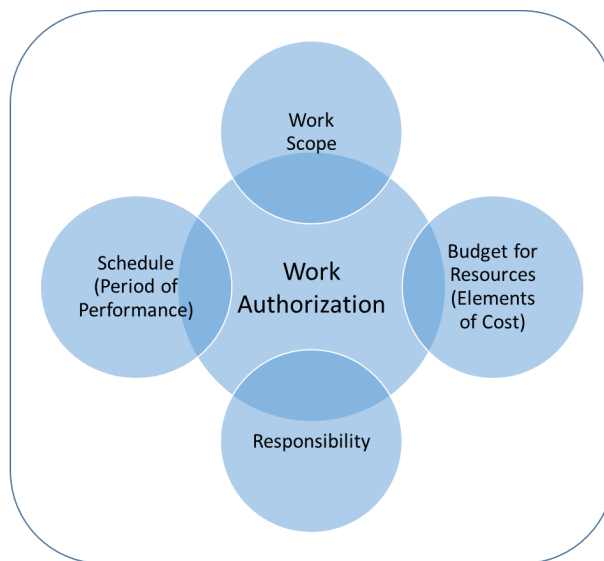 Work
Scope
Schedule
(Period of
Performance)
Work
Authorization
Budget for
Resources
(Elements
of Cost)
Responsibility